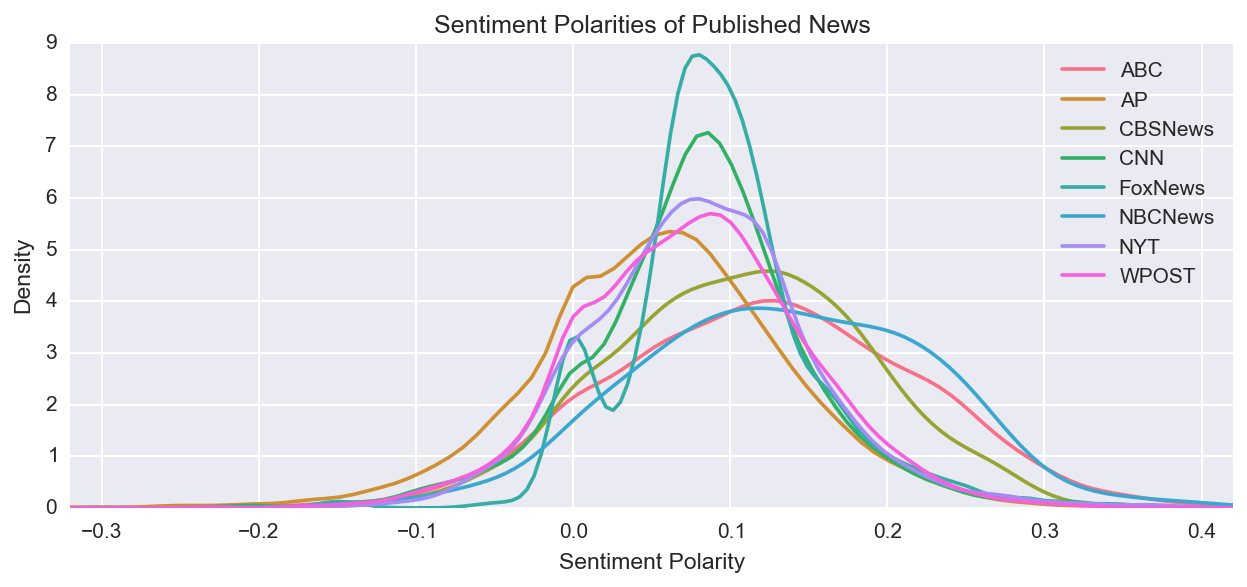 Sentiment Polarities of Published News
9
8
7
6
5
4
3
2
1
0
Density
−0.3 −0.2 −0.1 0.0 0.1 0.2 0.3 0.4
Sentiment Polarity
ABC
AP
CBSNews
CNN
FoxNews
NBCNews
NYT
WPOST